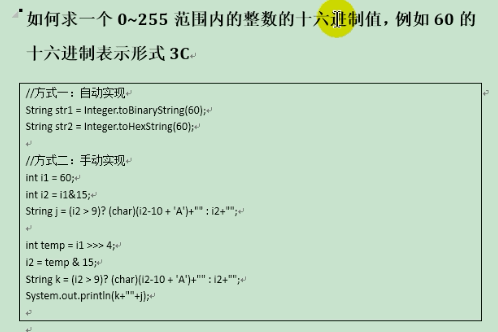 如何求一个 0~255 范围内的整数的十六进制值，例如 60 的
十六进制表示形式 3C
//方式一：自动实现
String str1 = Integer.toBinaryString(60);
String str2 = Integer.toHexString(60);
//方式二：手动实现
int i1 = 60;
int i2 = i1&15;
String j = (i2 > 9)? (char)(i2-10 + 'A')+"" : i2+"";
int temp = i1 >>> 4;
i2 = temp & 15;
String k = (i2 > 9)? (char)(i2-10 + 'A')+"" : i2+"";
System.out.println(k+""+j);